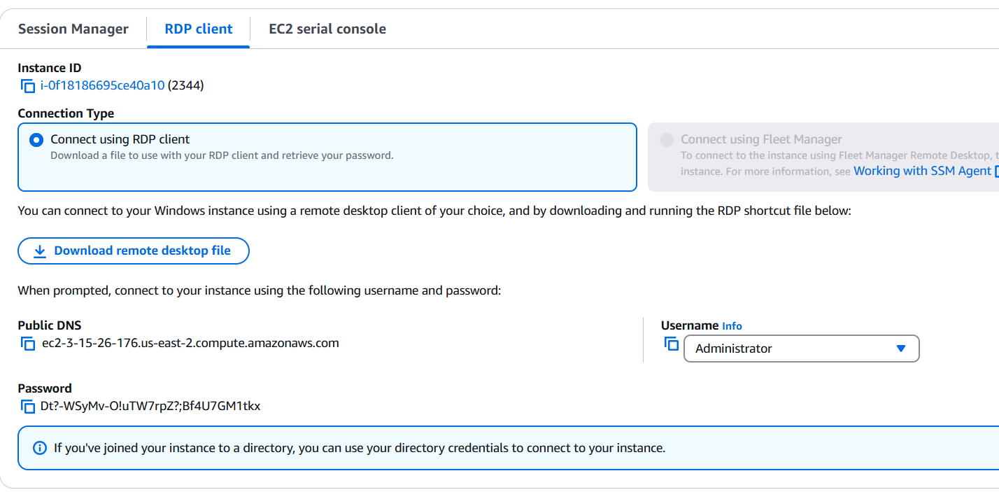 Session Manager
RDP client
EC2 serial console
Instance ID
i-0f18186695ce40a10 (2344)
Connection Type
Connect using RDP client
Download a file to use with your RDP client and retrieve your password.
Connect using Fleet Manager
To connect to the instance using Fleet Manager Remote Desktop, t
instance. For more information, see Working with SSM Agent
You can connect to your Windows instance using a remote desktop client of your choice, and by downloading and running the RDP shortcut file below:
Download remote desktop file
When prompted, connect to your instance using the following username and password:
Public DNS
ec2-3-15-26-176.us-east-2.compute.amazonaws.com
Username Info
Administrator
Password
Dt?-WSyMv-O!uTW7rpZ?;Bf4U7GM1tkx
If you've joined your instance to a directory, you can use your directory credentials to connect to your instance.